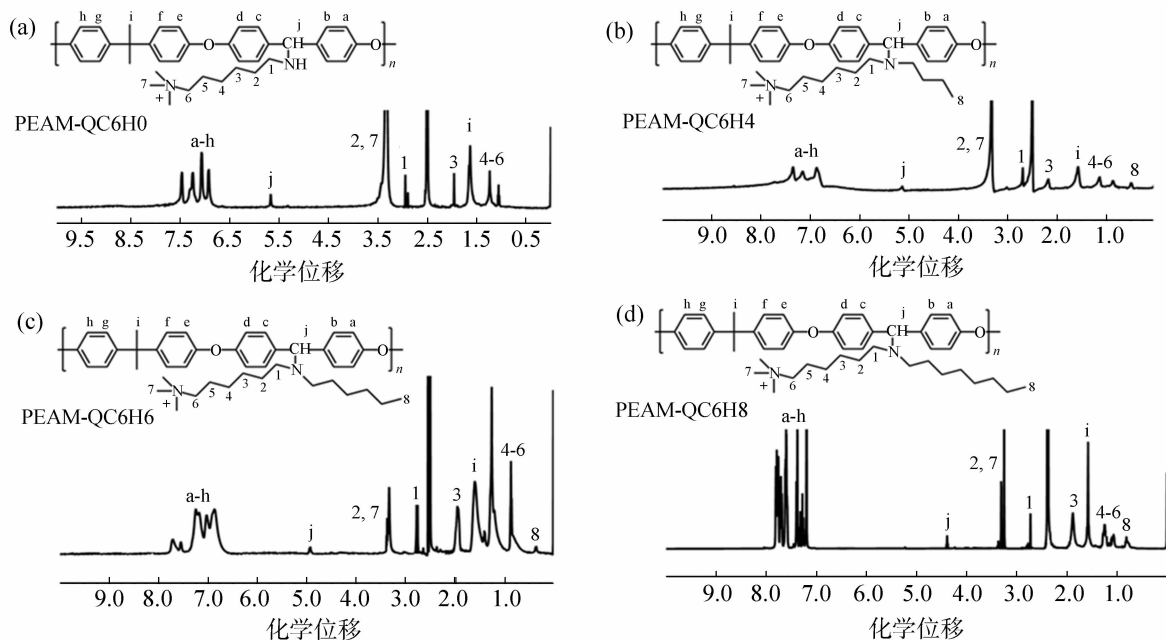 (a)
h g i f e d c j b a
O CH O n
NH 1 2 3 4 5 6 7 N +
PEAM-QC6H0
a-h j 2, 7 1 3 i 4-6
9.5 8.5 7.5 6.5 5.5 4.5 3.5 2.5 1.5 0.5
化学位移
(b)
h g i f e d c j b a
O CH O n
N 1 2 3 4 5 6 7 N + 8
PEAM-QC6H4
a-h j 2, 7 1 3 i 4-6 8
9.0 8.0 7.0 6.0 5.0 4.0 3.0 2.0 1.0
化学位移
(c)
h g i f e d c j b a
O CH O n
N 1 2 3 4 5 6 7 N + 8
PEAM-QC6H6
a-h j 2, 7 1 3 i 4-6 8
9.0 8.0 7.0 6.0 5.0 4.0 3.0 2.0 1.0
化学位移
(d)
h g i f e d c j b a
O CH O n
N 1 2 3 4 5 6 7 N + 8
PEAM-QC6H8
a-h j 2, 7 1 3 i 4-6 8
9.0 8.0 7.0 6.0 5.0 4.0 3.0 2.0 1.0
化学位移